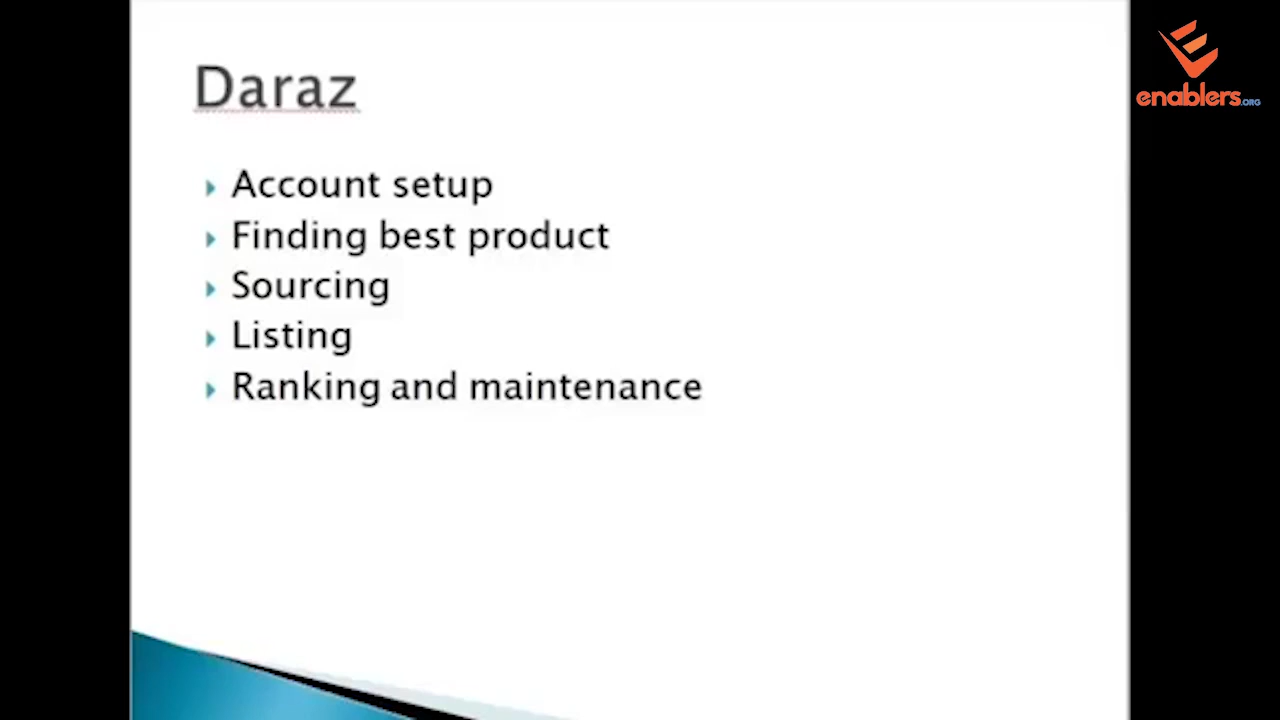 Daraz
Account setup
Finding best product
Sourcing
Listing
Ranking and maintenance
enablers.ORG